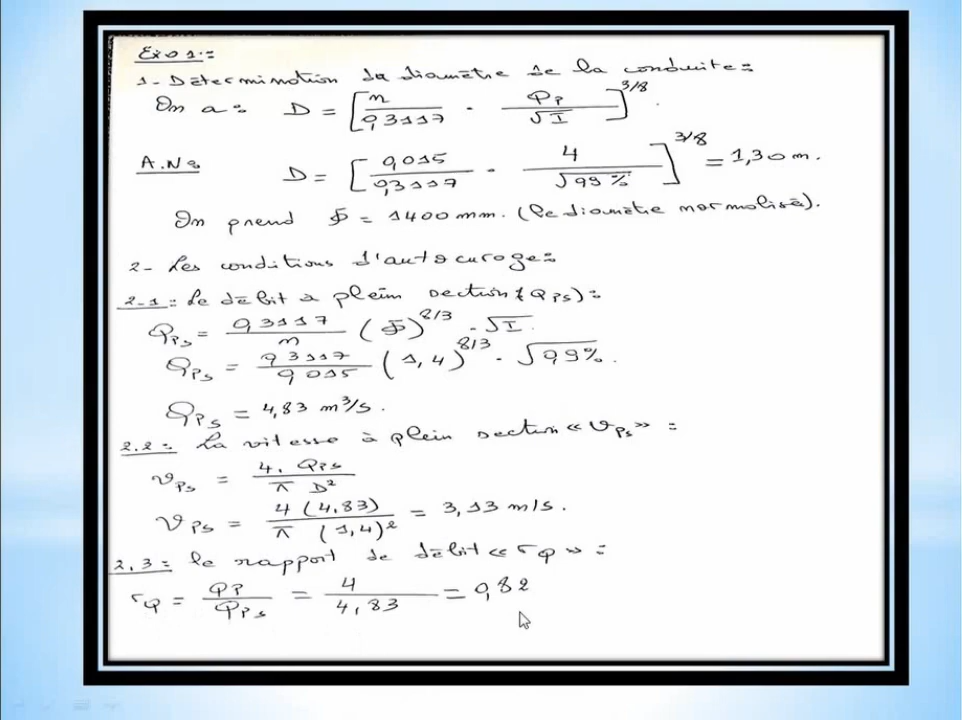 Exo 1:=
1- Détermination du diamètre de la conduite =
On a : D = [n/0,3117 . Qp/√I]^3/8.
A.N : D = [0,015/0,3117 . 4/√0,3%]^3/8 = 1,30 m.
On prend Φ = 1400 mm. (le diamètre normalisé).
2- Les conditions d'autocurage =
2-1 := Le débit à plein section (Qps) =
Qps = 0,3117/n (Φ)^8/3 . √I.
Qps = 0,3117/0,015 (1,4)^8/3 . √0,3%.
Qps = 4,83 m³/s.
2.2 = La vitesse à plein section « Vps » =
Vps = 4. Qps/π D²
Vps = 4 (4,83)/π (1,4)² = 3,13 m/s.
2.3 = le rapport de débit « rQ » =
rQ = Qp/Qps = 4/4,83 = 0,82